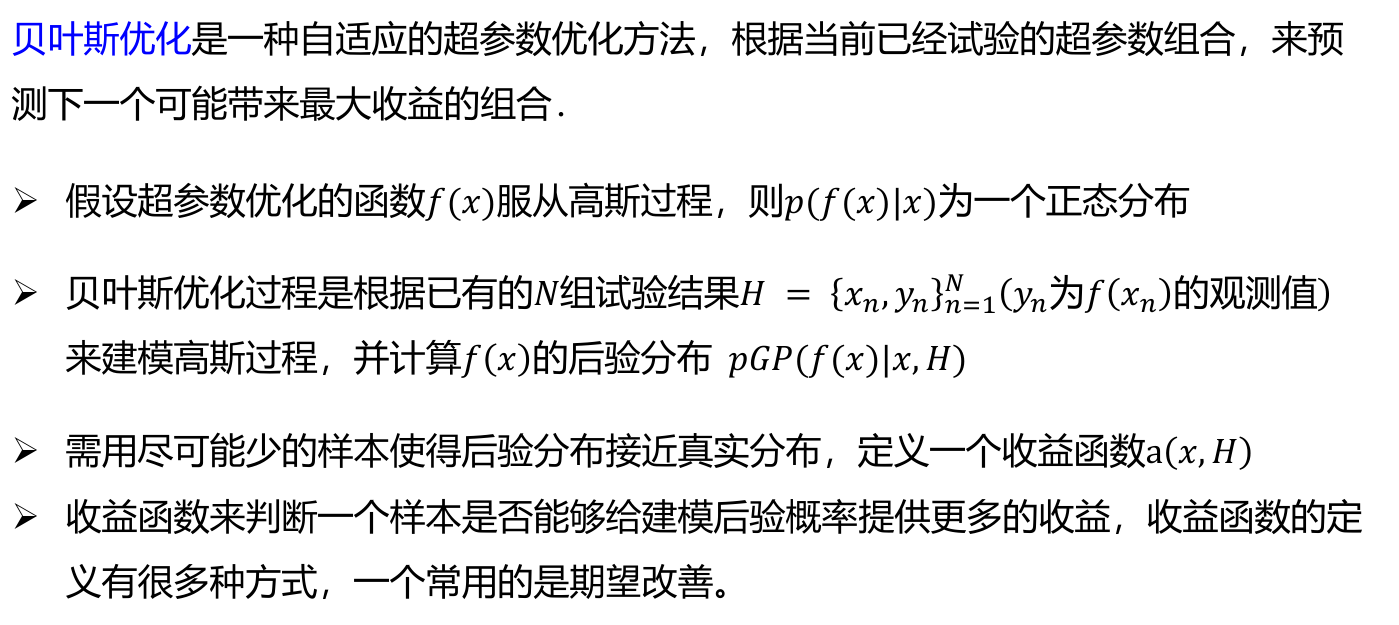 贝叶斯优化是一种自适应的超参数优化方法，根据当前已经试验的超参数组合，来预
测下一个可能带来最大收益的组合.
➢ 假设超参数优化的函数𝑓(𝑥)服从高斯过程，则𝑝(𝑓(𝑥)|𝑥)为一个正态分布
➢ 贝叶斯优化过程是根据已有的𝑁组试验结果𝐻 = {𝑥_𝑛, 𝑦_𝑛}_{𝑛=1}^𝑁(𝑦_𝑛为𝑓(𝑥_𝑛)的观测值)
来建模高斯过程，并计算𝑓(𝑥)的后验分布 𝑝𝐺𝑃(𝑓(𝑥)|𝑥, 𝐻)
➢ 需用尽可能少的样本使得后验分布接近真实分布，定义一个收益函数a(𝑥, 𝐻)
➢ 收益函数来判断一个样本是否能够给建模后验概率提供更多的收益，收益函数的定
义有很多种方式，一个常用的是期望改善。